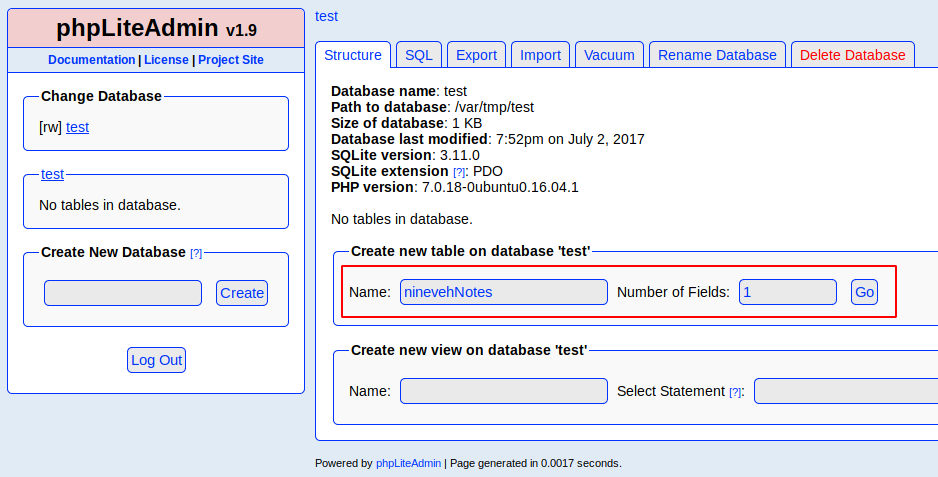 phpLiteAdmin v1.9
Documentation | License | Project Site
Change Database
[rw] test
test
No tables in database.
Create New Database [?]
Create
Log Out
test
Structure SQL Export Import Vacuum Rename Database Delete Database
Database name: test
Path to database: /var/tmp/test
Size of database: 1 KB
Database last modified: 7:52pm on July 2, 2017
SQLite version: 3.11.0
SQLite extension [?]: PDO
PHP version: 7.0.18-0ubuntu0.16.04.1
No tables in database.
Create new table on database 'test'
Name: ninevehNotes Number of Fields: 1 Go
Create new view on database 'test'
Name: Select Statement [?]:
Powered by phpLiteAdmin | Page generated in 0.0017 seconds.